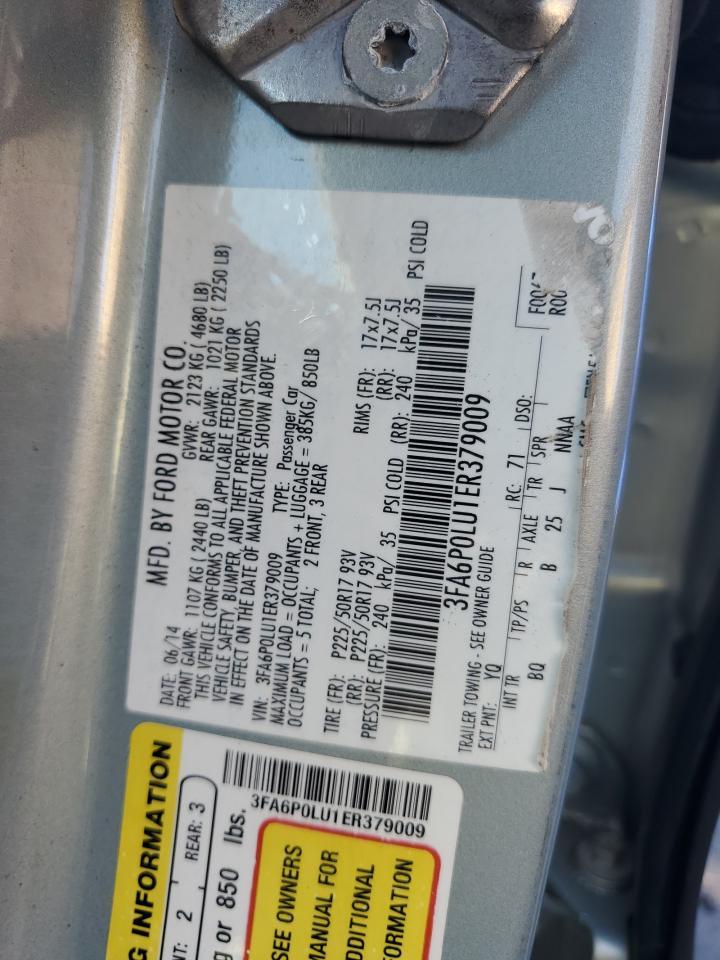 MFD. BY FORD MOTOR CO.
DATE: 06/14 GVWR: 2123 KG ( 4680 LB)
FRONT GAWR: 1107 KG ( 2440 LB) REAR GAWR: 1021 KG ( 2250 LB)
THIS VEHICLE CONFORMS TO ALL APPLICABLE FEDERAL MOTOR
VEHICLE SAFETY, BUMPER, AND THEFT PREVENTION STANDARDS
IN EFFECT ON THE DATE OF MANUFACTURE SHOWN ABOVE.
VIN: 3FA6P0LU1ER379009 TYPE: Passenger Car
MAXIMUM LOAD = OCCUPANTS + LUGGAGE = 385KG/ 850LB
OCCUPANTS = 5 TOTAL; 2 FRONT, 3 REAR
TIRE (FR): P225/50R17 93V RIMS (FR): 17x7.5J
(RR): P225/50R17 93V (RR): 17x7.5J
PRESSURE (FR): 240 kPa/ 35 PSI COLD (RR): 240 kPa/ 35 PSI COLD
3FA6P0LU1ER379009
TRAILER TOWING - SEE OWNER GUIDE
EXT PNT: YQ RC: 71 DSO:
INT TR TP/PS R AXLE TR SPR
BQ B 25 J NNAA
G INFORMATION
NT: 2 REAR: 3
g or 850 lbs.
3FA6P0LU1ER379009
SEE OWNERS
MANUAL FOR
DDITIONAL
FORMATION